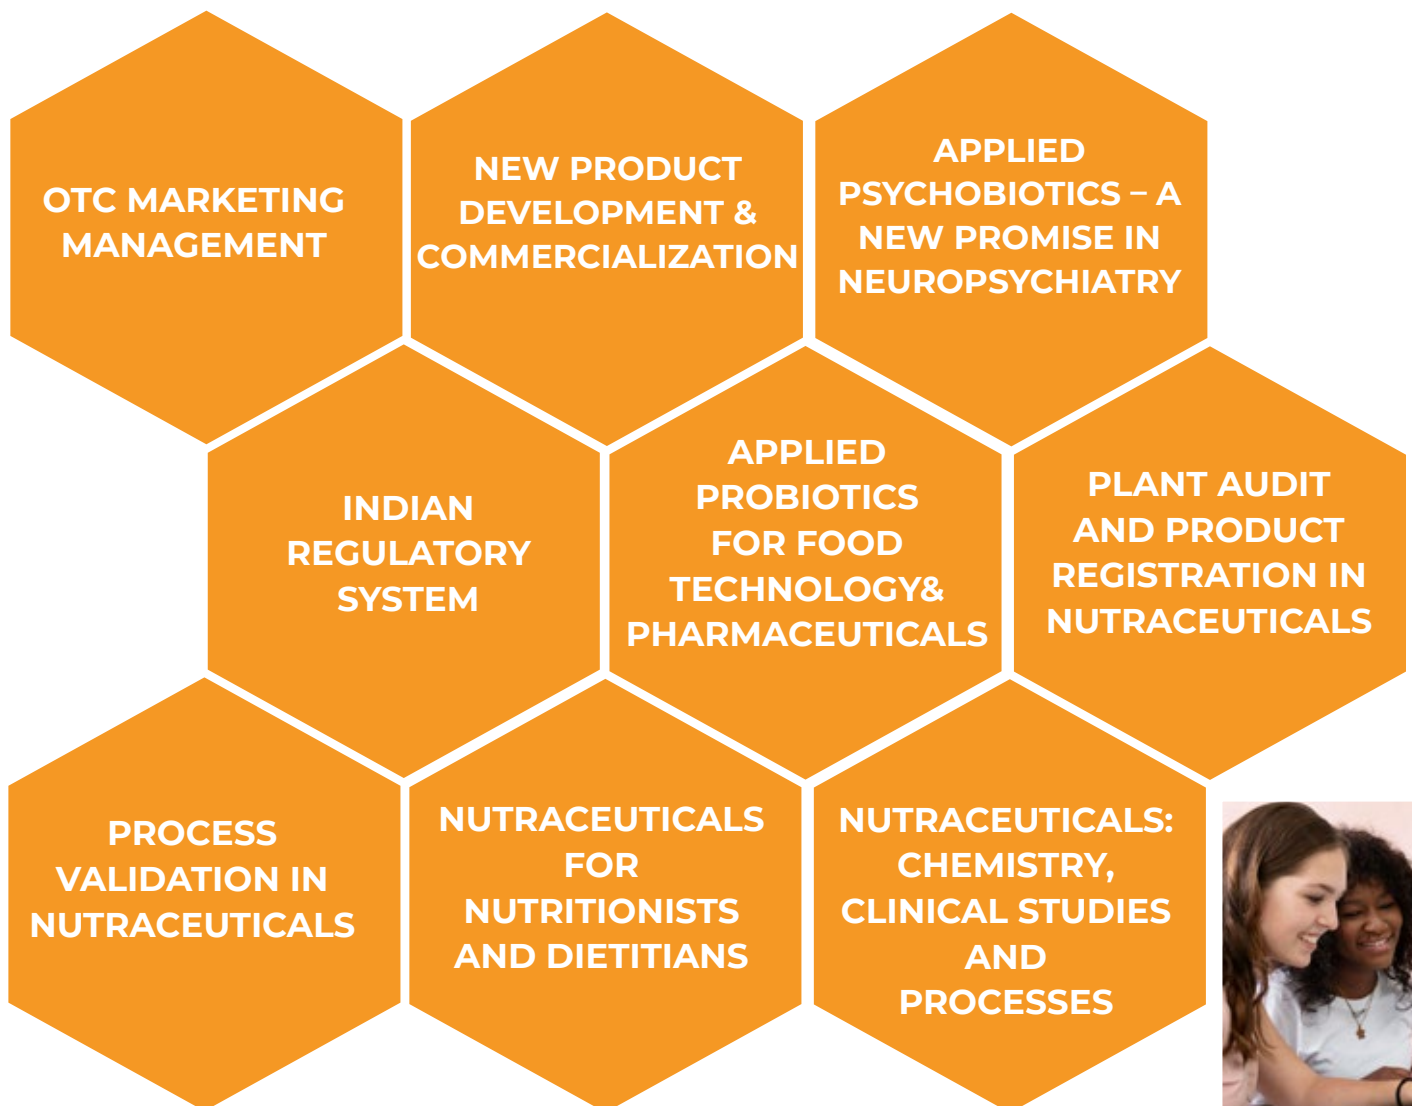 OTC MARKETING
MANAGEMENT
NEW PRODUCT
DEVELOPMENT &
COMMERCIALIZATION
APPLIED
PSYCHOBIOTICS – A
NEW PROMISE IN
NEUROPSYCHIATRY
INDIAN
REGULATORY
SYSTEM
APPLIED
PROBIOTICS
FOR FOOD
TECHNOLOGY&
PHARMACEUTICALS
PLANT AUDIT
AND PRODUCT
REGISTRATION IN
NUTRACEUTICALS
PROCESS
VALIDATION IN
NUTRACEUTICALS
NUTRACEUTICALS
FOR
NUTRITIONISTS
AND DIETITIANS
NUTRACEUTICALS:
CHEMISTRY,
CLINICAL STUDIES
AND
PROCESSES